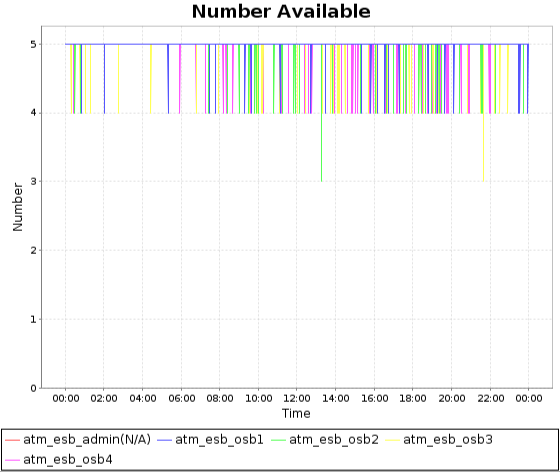 Number Available
5
4
3
2
1
0
Number
00:00 02:00 04:00 06:00 08:00 10:00 12:00 14:00 16:00 18:00 20:00 22:00 00:00
Time
atm_esb_admin(N/A) atm_esb_osb1 atm_esb_osb2 atm_esb_osb3
atm_esb_osb4